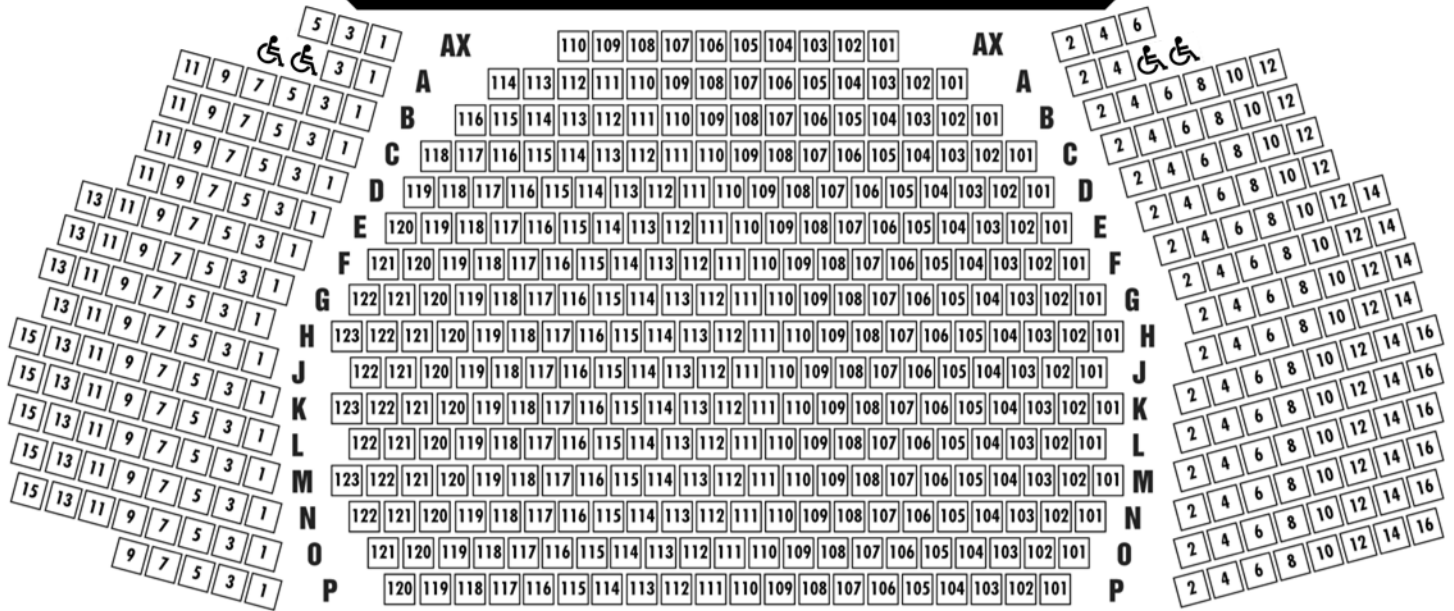 5 3 1 AX 110 109 108 107 106 105 104 103 102 101 AX 2 4 6
3 1 A 114 113 112 111 110 109 108 107 106 105 104 103 102 101 A 2 4
11 9 7 5 3 1 B 116 115 114 113 112 111 110 109 108 107 106 105 104 103 102 101 B 2 4 6 8 10 12
11 9 7 5 3 1 C 118 117 116 115 114 113 112 111 110 109 108 107 106 105 104 103 102 101 C 2 4 6 8 10 12
11 9 7 5 3 1 D 119 118 117 116 115 114 113 112 111 110 109 108 107 106 105 104 103 102 101 D 2 4 6 8 10 12
11 9 7 5 3 1 E 120 119 118 117 116 115 114 113 112 111 110 109 108 107 106 105 104 103 102 101 E 2 4 6 8 10 12
13 11 9 7 5 3 1 F 121 120 119 118 117 116 115 114 113 112 111 110 109 108 107 106 105 104 103 102 101 F 2 4 6 8 10 12 14
13 11 9 7 5 3 1 G 122 121 120 119 118 117 116 115 114 113 112 111 110 109 108 107 106 105 104 103 102 101 G 2 4 6 8 10 12 14
13 11 9 7 5 3 1 H 123 122 121 120 119 118 117 116 115 114 113 112 111 110 109 108 107 106 105 104 103 102 101 H 2 4 6 8 10 12 14
13 11 9 7 5 3 1 J 122 121 120 119 118 117 116 115 114 113 112 111 110 109 108 107 106 105 104 103 102 101 J 2 4 6 8 10 12 14
15 13 11 9 7 5 3 1 K 123 122 121 120 119 118 117 116 115 114 113 112 111 110 109 108 107 106 105 104 103 102 101 K 2 4 6 8 10 12 14 16
15 13 11 9 7 5 3 1 L 122 121 120 119 118 117 116 115 114 113 112 111 110 109 108 107 106 105 104 103 102 101 L 2 4 6 8 10 12 14 16
15 13 11 9 7 5 3 1 M 123 122 121 120 119 118 117 116 115 114 113 112 111 110 109 108 107 106 105 104 103 102 101 M 2 4 6 8 10 12 14 16
15 13 11 9 7 5 3 1 N 122 121 120 119 118 117 116 115 114 113 112 111 110 109 108 107 106 105 104 103 102 101 N 2 4 6 8 10 12 14 16
15 13 11 9 7 5 3 1 O 121 120 119 118 117 116 115 114 113 112 111 110 109 108 107 106 105 104 103 102 101 O 2 4 6 8 10 12 14 16
9 7 5 3 1 P 120 119 118 117 116 115 114 113 112 111 110 109 108 107 106 105 104 103 102 101 P 2 4 6 8 10 12 14 16